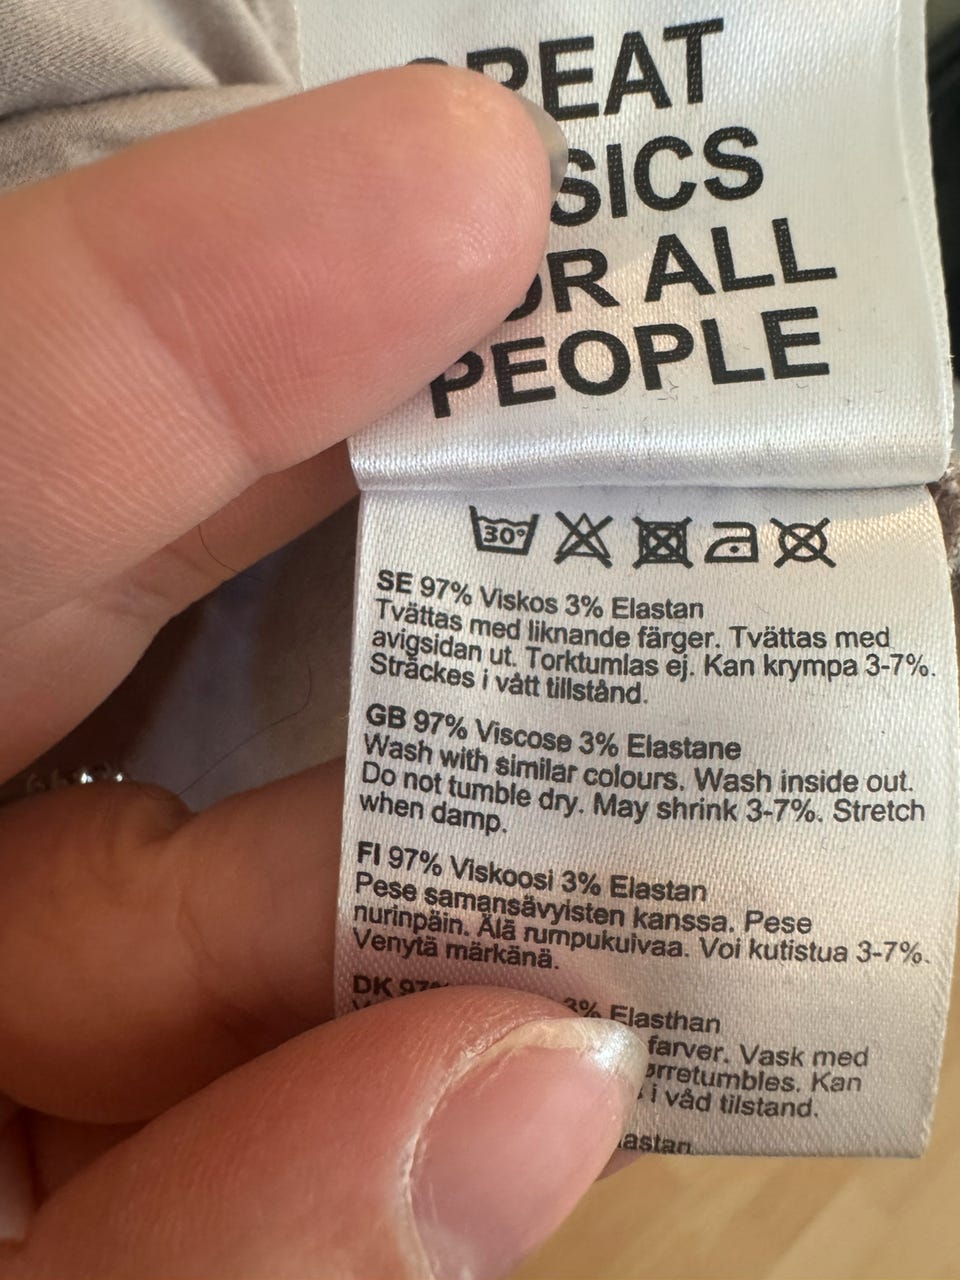 PEOPLE
ALL
30°
SE 97% Viskos 3% Elastan
Tvättas med liknande färger. Tvättas med
avigsidan ut. Torktumlas ej. Kan krympa 3-7%.
Sträckes i vått tillstånd.
GB 97% Viscose 3% Elastane
Wash with similar colours. Wash inside out.
Do not tumble dry. May shrink 3-7%. Stretch
when damp.
FI 97% Viskoosi 3% Elastan
Pese samansävyisten kanssa. Pese
nurinpäin. Älä rumpukuivaa. Voi kutistua 3-7%.
Venytä märkänä.
DK 3% Elasthan
farver. Vask med
Kan
i våd tilstand.